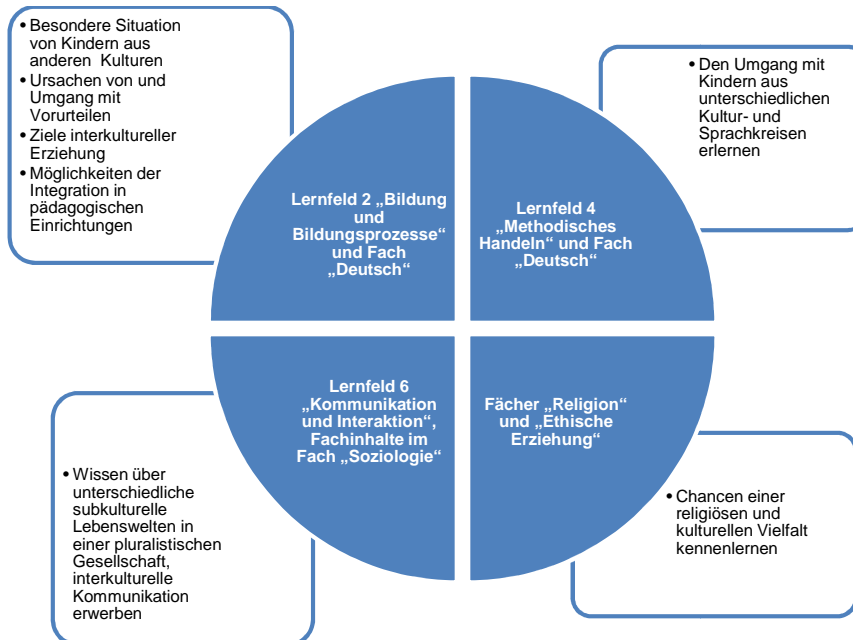 • Besondere Situation
von Kindern aus
anderen Kulturen
• Ursachen von und
Umgang mit
Vorurteilen
• Ziele interkultureller
Erziehung
• Möglichkeiten der
Integration in
pädagogischen
Einrichtungen
• Den Umgang mit
Kindern aus
unterschiedlichen
Kultur- und
Sprachkreisen
erlernen
Lernfeld 2 „Bildung
und
Bildungsprozesse“
und Fach
„Deutsch“
Lernfeld 4
„Methodisches
Handeln“ und Fach
„Deutsch“
Lernfeld 6
„Kommunikation
und Interaktion“,
Fachinhalte im
Fach „Soziologie“
Fächer „Religion“
und „Ethische
Erziehung“
• Wissen über
unterschiedliche
subkulturelle
Lebenswelten in
einer pluralistischen
Gesellschaft,
interkulturelle
Kommunikation
erwerben
• Chancen einer
religiösen und
kulturellen Vielfalt
kennenlernen